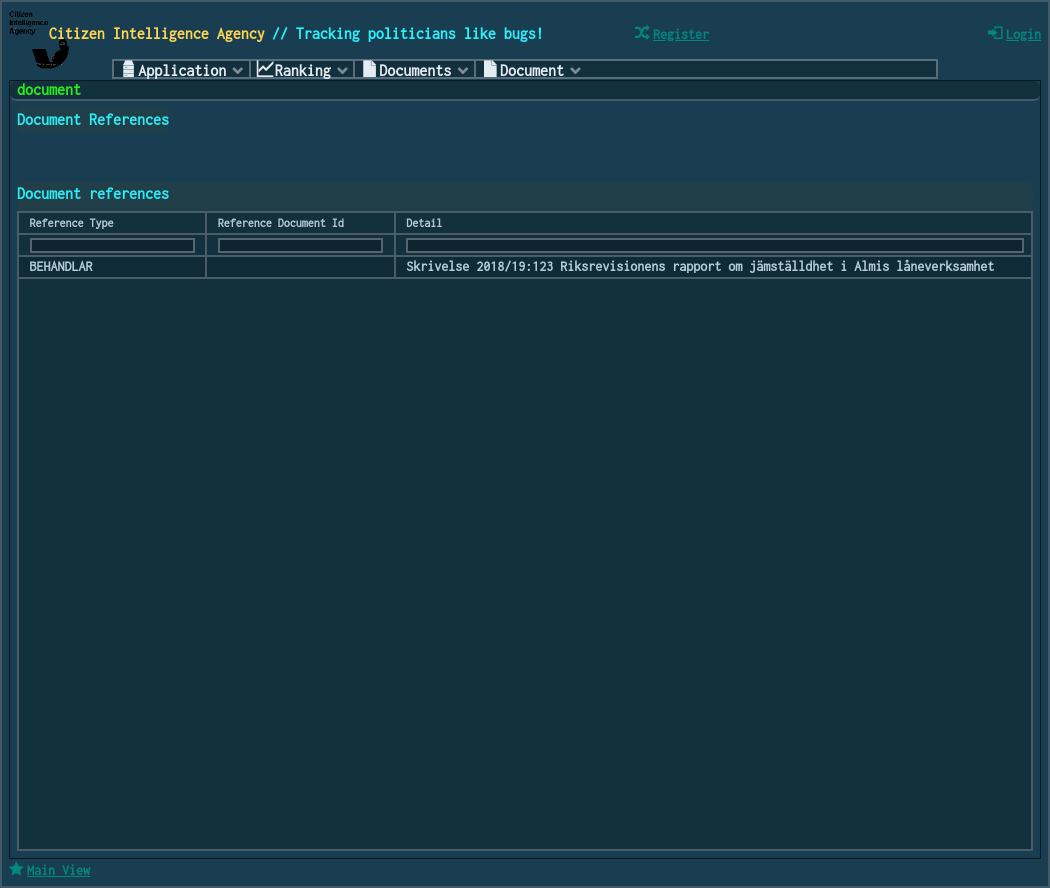 Citizen
Intelligence
Agency
Citizen Intelligence Agency // Tracking politicians like bugs!
Register
Login
Application
Ranking
Documents
Document
document
Document References
Document references
Reference Type
Reference Document Id
Detail
BEHANDLAR
Skrivelse 2018/19:123 Riksrevisionens rapport om jämställdhet i Almis låneverksamhet
Main View